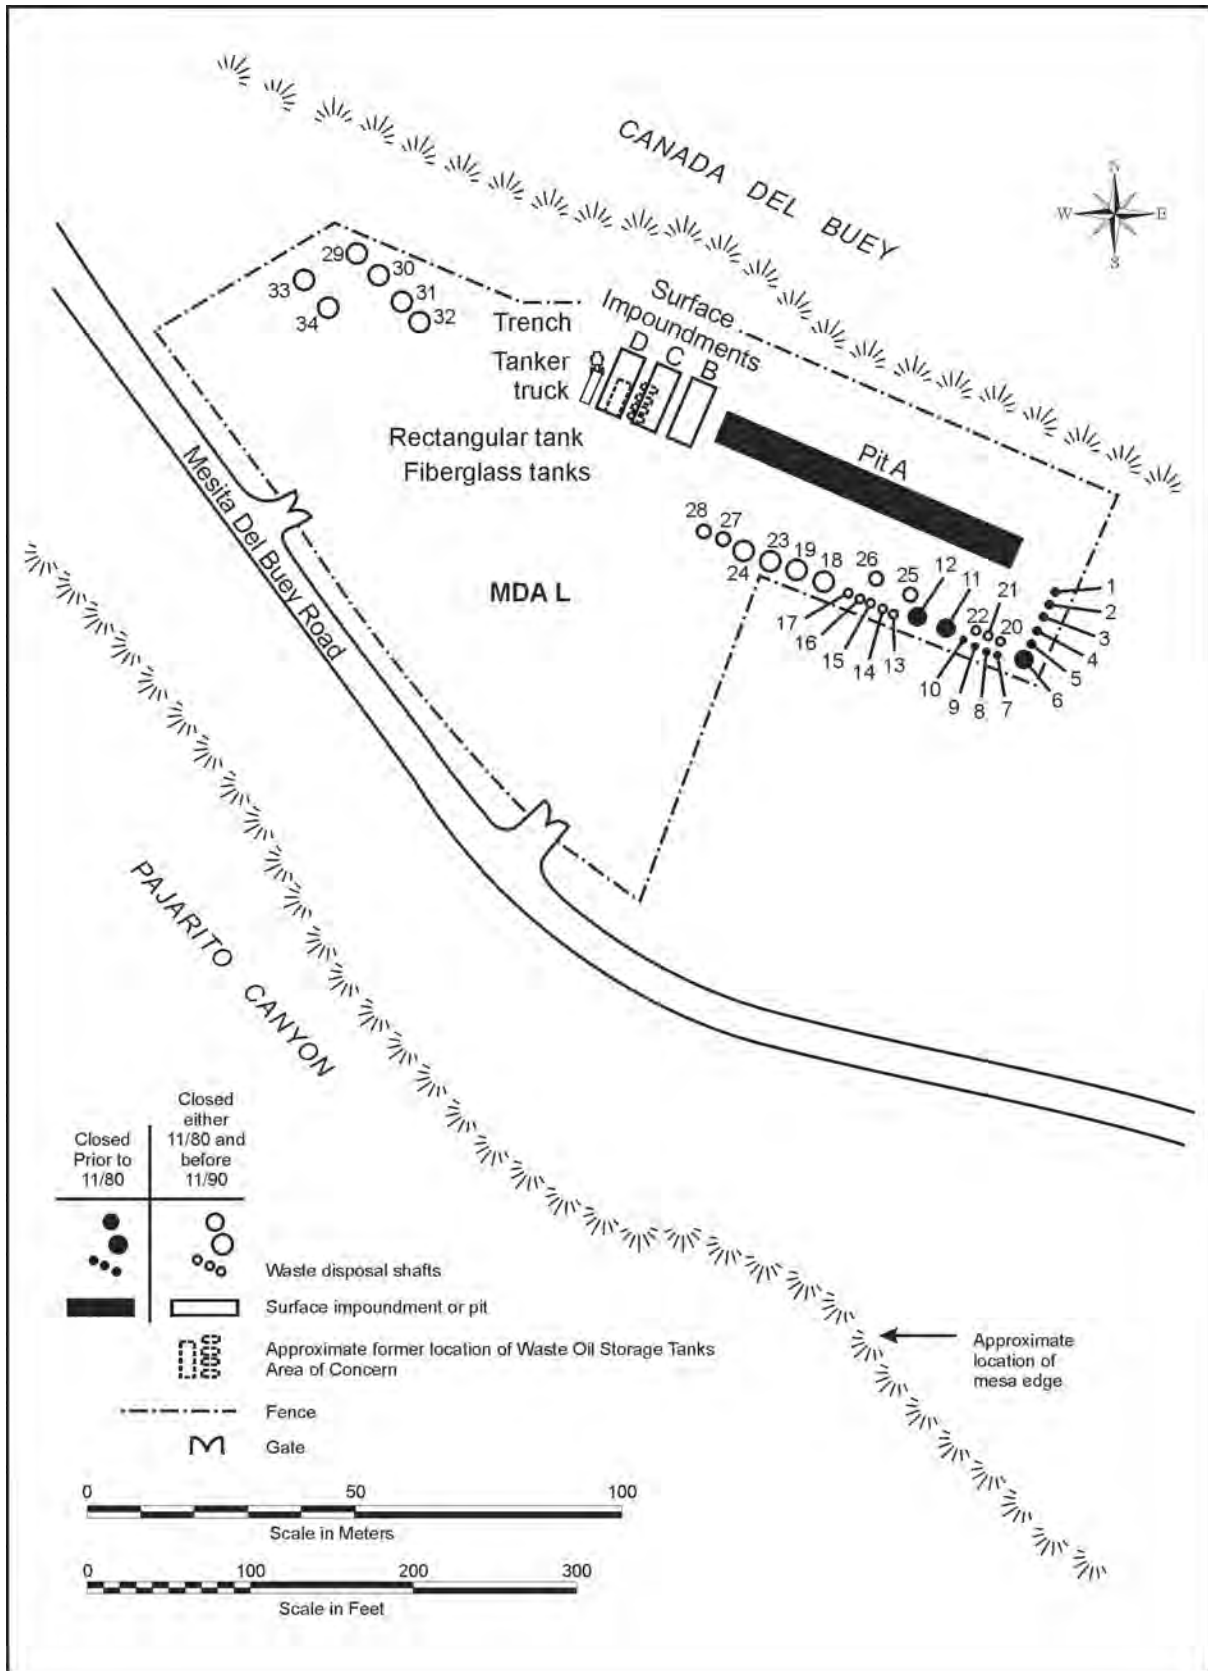 CANADA DEL BUEY
N
W E
S
29
30
33
31
34
32
Trench
Surface
Impoundments
D
C
B
Tanker
truck
Rectangular tank
Fiberglass tanks
Pit A
Mesita Del Buey Road
MDA L
28
27
24
23
19
18
26
25
12
11
21
22
20
17
16
15
14
13
10
9
8
7
1
2
3
4
5
6
PAJARITO CANYON
Closed
Prior to
11/80
Closed
either
11/80 and
before
11/90
Waste disposal shafts
Surface impoundment or pit
Approximate former location of Waste Oil Storage Tanks
Area of Concern
Fence
Gate
Approximate
location of
mesa edge
0 50 100
Scale in Meters
0 100 200 300
Scale in Feet